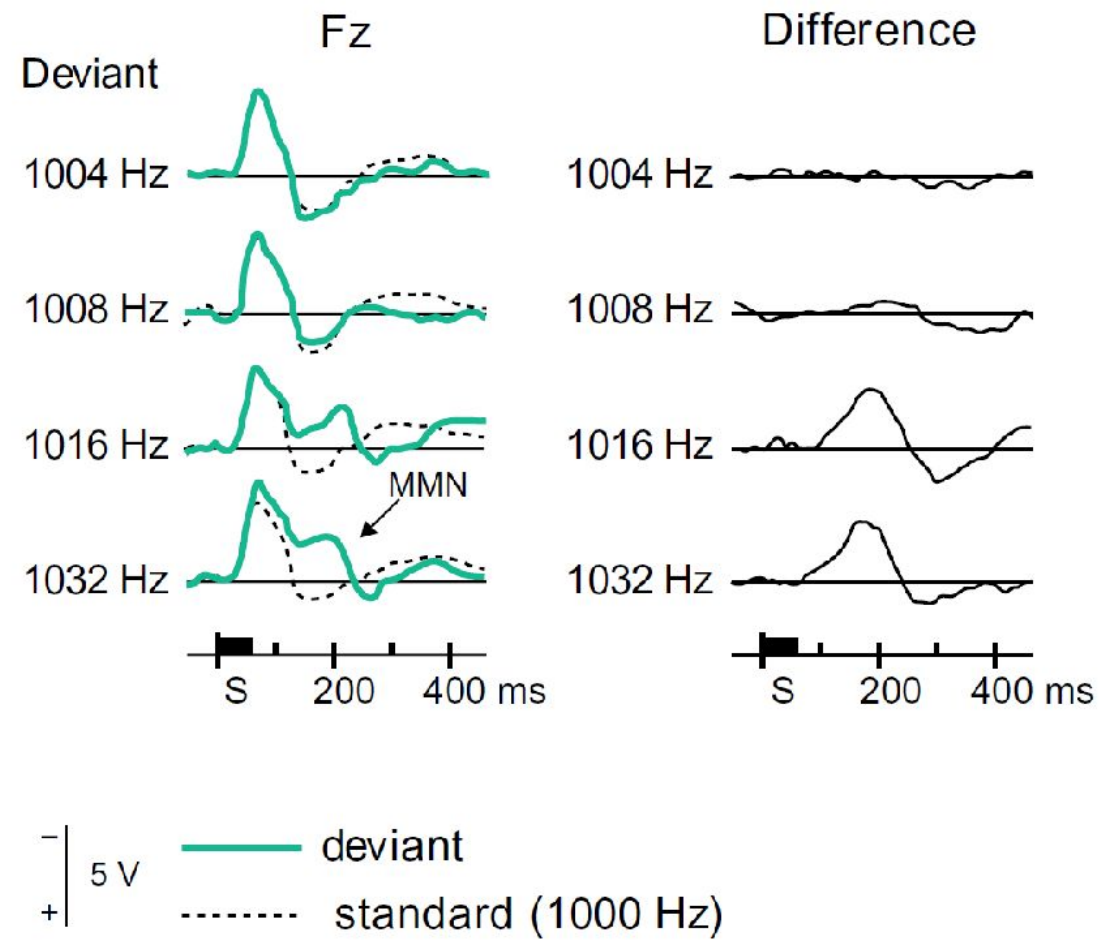 Fz Difference
Deviant
1004 Hz 1004 Hz
1008 Hz 1008 Hz
1016 Hz 1016 Hz
MMN
1032 Hz 1032 Hz
S 200 400 ms S 200 400 ms
−
5 V
+
deviant
standard (1000 Hz)